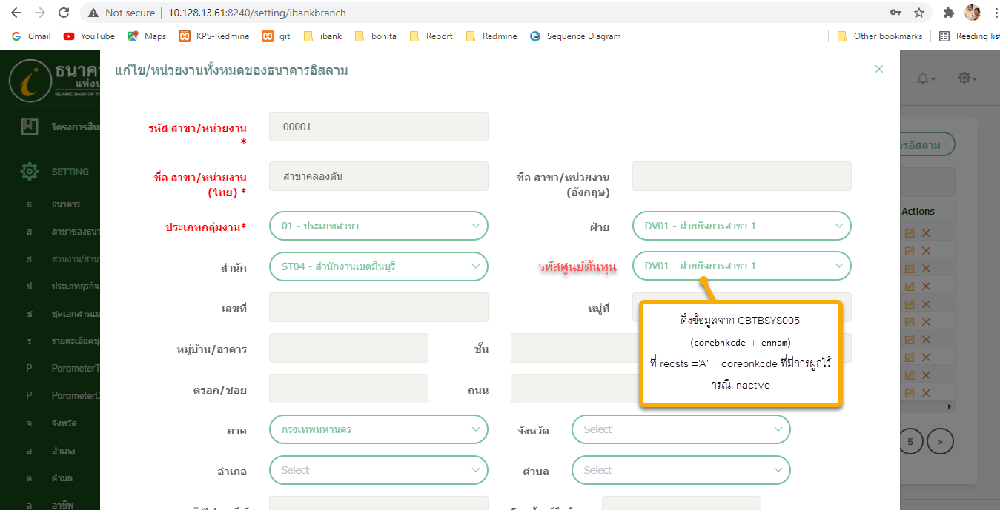 Not secure 10.128.13.61:8240/setting/ibankbranch
Gmail YouTube Maps KPS-Redmine git ibank bonita Report Redmine Sequence Diagram Other bookmarks Reading list
ธนาคา
แห่งป
ISLAMIC BANK OF TH
แก้ไข/หน่วยงานทั้งหมดของธนาคารอิสลาม
โครงการสิน
SETTING
ธ ธนาคาร
ส สาขาของธนา
ส ส่วนงาน/สาข
ป ประเภทธุรกิจ
ช ชุดเอกสารแน
ร รายละเอียดชุ
P ParameterT
P ParameterD
จ จังหวัด
อ อำเภอ
ต ตำบล
อ อาชีพ
รหัส สาขา/หน่วยงาน
*
00001
ชื่อ สาขา/หน่วยงาน
(ไทย) *
สาขาคลองตัน
ชื่อ สาขา/หน่วยงาน
(อังกฤษ)
ประเภทกลุ่มงาน*
01 - ประเภทสาขา
ฝ่าย
DV01 - ฝ่ายกิจการสาขา 1
สำนัก
ST04 - สำนักงานเขตมีนบุรี
รหัสศูนย์ต้นทุน
DV01 - ฝ่ายกิจการสาขา 1
เลขที่
หมู่ที่
ดึงข้อมูลจาก CBTBSYS005
(corebnkcde + ennam)
ที่ recsts ='A' + corebnkcde ที่มีการผูกไว้
กรณี inactive
หมู่บ้าน/อาคาร
ชั้น
ตรอก/ซอย
ถนน
ภาค
กรุงเทพมหานคร
จังหวัด
Select
อำเภอ
Select
ตำบล
Select
ารอิสลาม
Actions
5 »